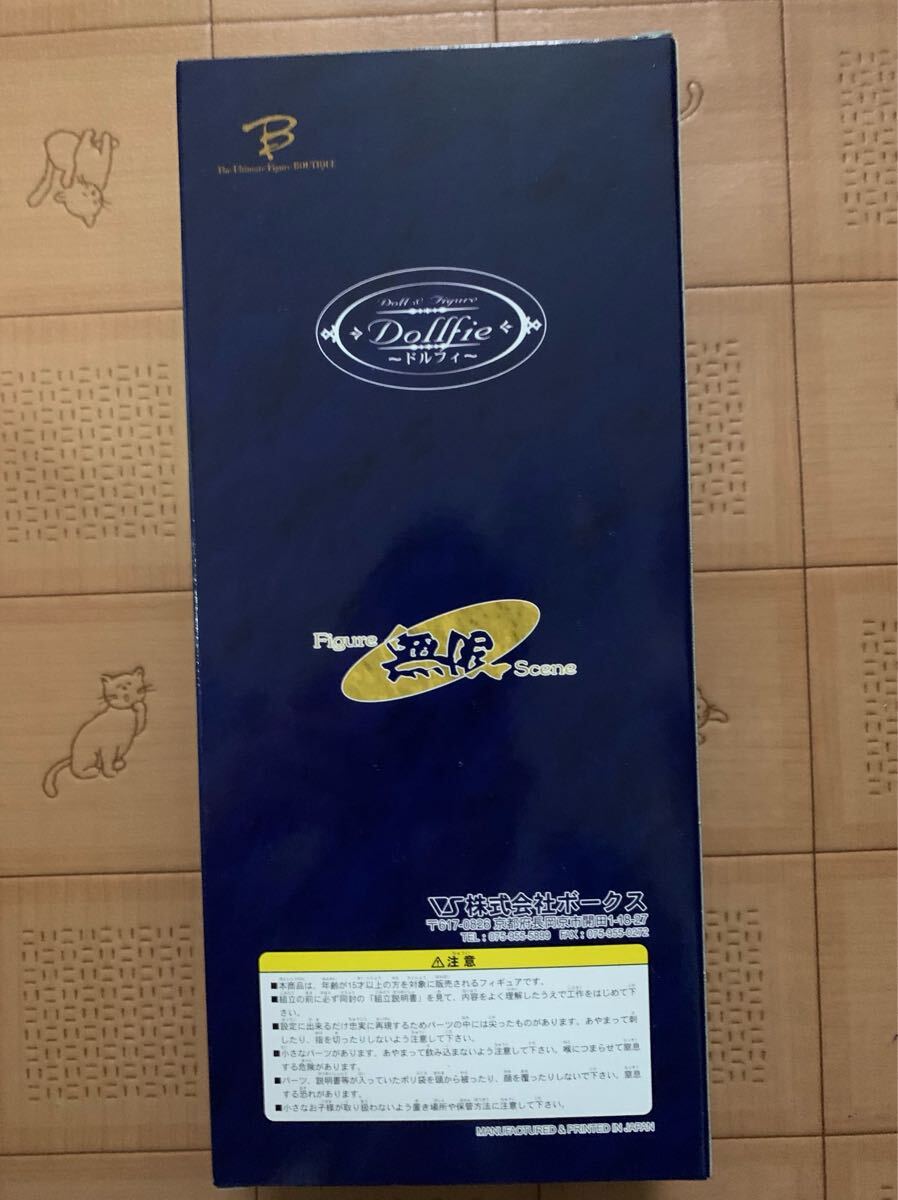 B
The Ultimate Figure BOUTIQUE
Doll & Figure
Dollfie
～ドルフィ～
Figure 無限 Scene
VS 株式会社ボークス
〒617-0826 京都府長岡京市開田1-18-27
⚠注意
■本商品は、年齢が15才以上の方を対象に販売されるフィギュアです。
■組立の前に必ず同封の「組立説明書」を見て、内容をよく理解したうえで工作をはじめて下
さい。
■設定に出来るだけ忠実に再現するためパーツの中には尖ったものがあります。あやまって刺
したり、指を切ったりしないよう注意して下さい。
■小さなパーツがあります。あやまって飲み込まないよう注意して下さい。喉につまらせて窒息
する危険があります。
■パーツ、説明書等が入っていたポリ袋を頭から被ったり、顔を覆ったりしないで下さい。窒息
する恐れがあります。
■小さなお子様が取り扱わないよう置き場所や保管方法に注意して下さい。
MANUFACTURED & PRINTED IN JAPAN